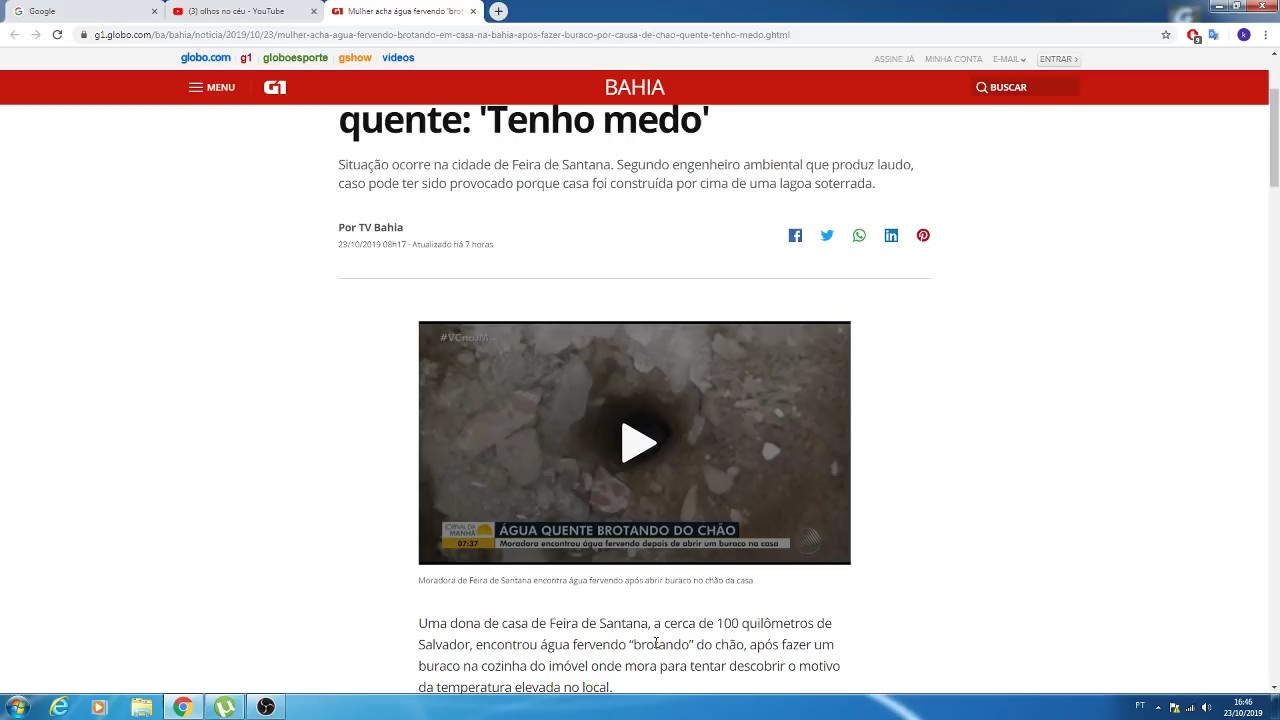 Google
os olhos no céu - YouTube
Mulher acha água fervendo 'brot
g1.globo.com/ba/bahia/noticia/2019/10/23/mulher-acha-agua-fervendo-brotando-em-casa-no-bahia-apos-fazer-buraco-por-causa-de-chao-quente-tenho-medo.ghtml
3
k
globo.com g1 globoesporte gshow vídeos
ASSINE JÁ MINHA CONTA E-MAIL ENTRAR ›
MENU G1 BAHIA BUSCAR
quente: 'Tenho medo'
Situação ocorre na cidade de Feira de Santana. Segundo engenheiro ambiental que produz laudo,
caso pode ter sido provocado porque casa foi construída por cima de uma lagoa soterrada.
Por TV Bahia
23/10/2019 08h17 · Atualizado há 7 horas
#VCnoJM
JORNAL DA
MANHÃ
ÁGUA QUENTE BROTANDO DO CHÃO
07:37 Moradora encontrou água fervendo depois de abrir um buraco na casa
Moradora de Feira de Santana encontra água fervendo após abrir buraco no chão da casa
Uma dona de casa de Feira de Santana, a cerca de 100 quilômetros de
Salvador, encontrou água fervendo “brotando” do chão, após fazer um
buraco na cozinha do imóvel onde mora para tentar descobrir o motivo
da temperatura elevada no local.
PT
16:46
23/10/2019